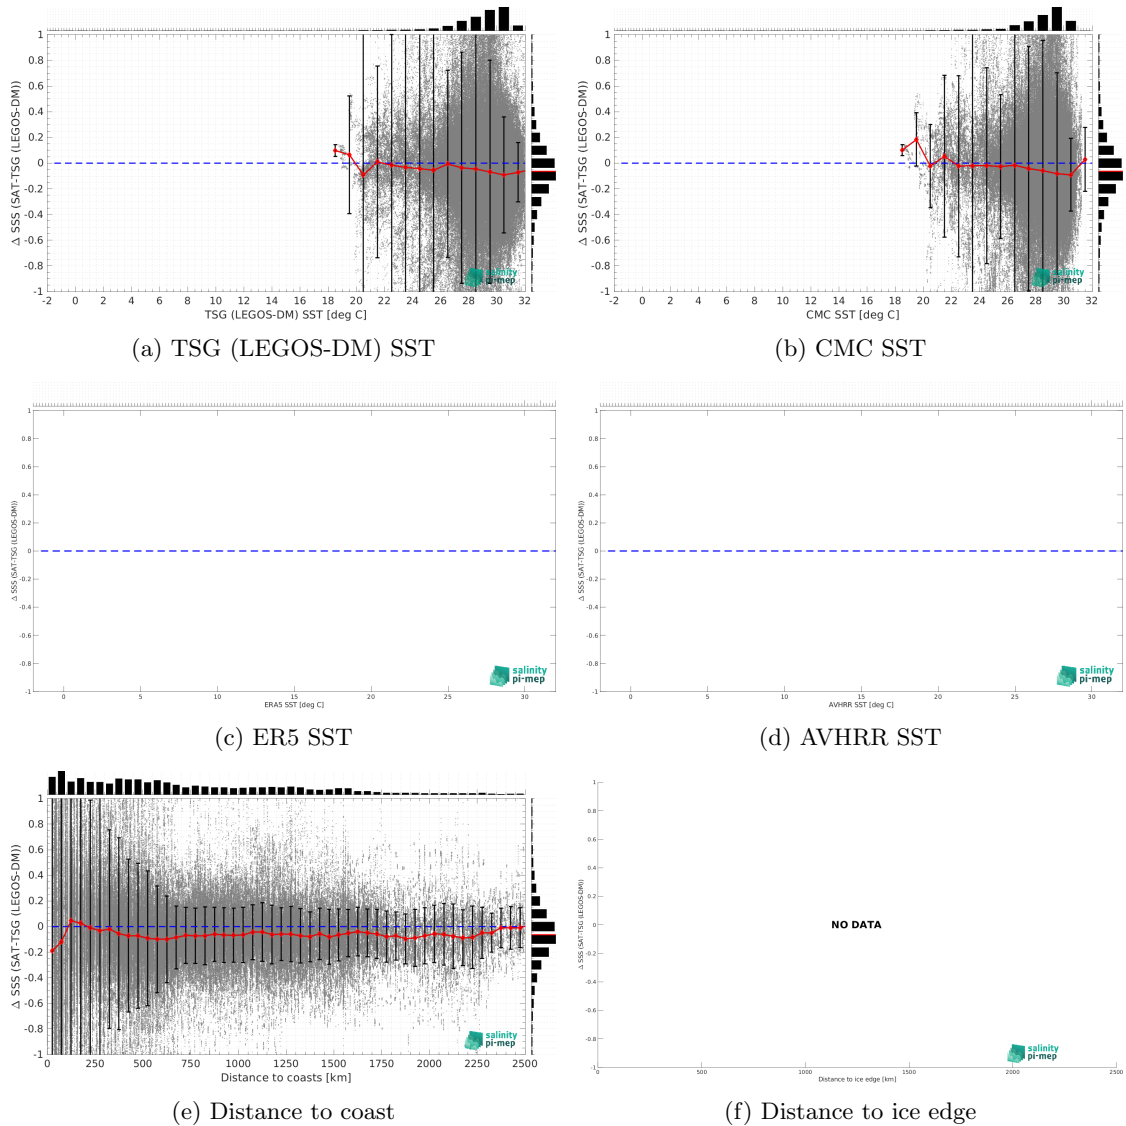 1
0.8
0.6
0.4
0.2
0
-0.2
-0.4
-0.6
-0.8
-1
Δ SSS (SAT-TSG (LEGOS-DM))
salinity
pi-mep
-2 0 2 4 6 8 10 12 14 16 18 20 22 24 26 28 30 32
TSG (LEGOS-DM) SST [deg C]
(a) TSG (LEGOS-DM) SST
1
0.8
0.6
0.4
0.2
0
-0.2
-0.4
-0.6
-0.8
-1
Δ SSS (SAT-TSG (LEGOS-DM))
salinity
pi-mep
-2 0 2 4 6 8 10 12 14 16 18 20 22 24 26 28 30 32
CMC SST [deg C]
(b) CMC SST
1
0.8
0.6
0.4
0.2
0
-0.2
-0.4
-0.6
-0.8
-1
Δ SSS (SAT-TSG (LEGOS-DM))
salinity
pi-mep
0 5 10 15 20 25 30
ERA5 SST [deg C]
(c) ER5 SST
1
0.8
0.6
0.4
0.2
0
-0.2
-0.4
-0.6
-0.8
-1
Δ SSS (SAT-TSG (LEGOS-DM))
salinity
pi-mep
0 5 10 15 20 25 30
AVHRR SST [deg C]
(d) AVHRR SST
1
0.8
0.6
0.4
0.2
0
-0.2
-0.4
-0.6
-0.8
-1
Δ SSS (SAT-TSG (LEGOS-DM))
salinity
pi-mep
0 250 500 750 1000 1250 1500 1750 2000 2250 2500
Distance to coasts [km]
(e) Distance to coast
1
0.8
0.6
0.4
0.2
0
-0.2
-0.4
-0.6
-0.8
-1
Δ SSS (SAT-TSG (LEGOS-DM))
NO DATA
salinity
pi-mep
0 500 1000 1500 2000 2500
Distance to ice edge [km]
(f) Distance to ice edge